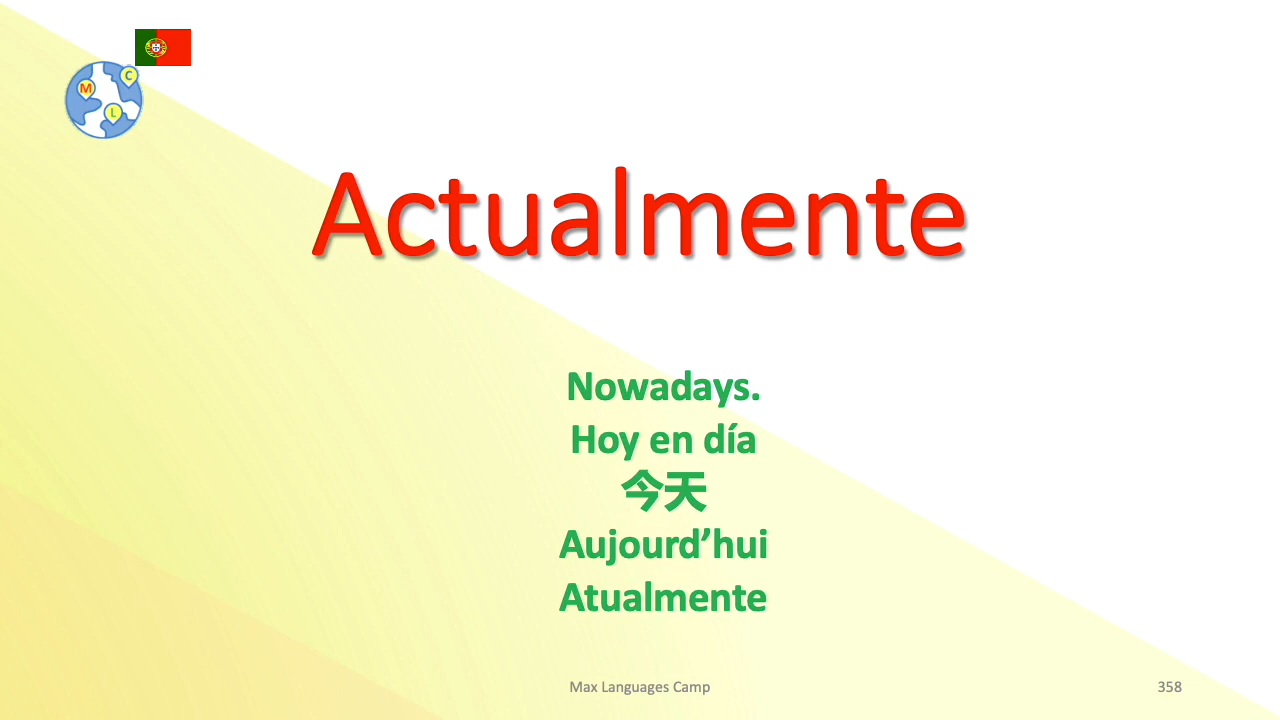 C
M
L
Actualmente
Nowadays.
Hoy en día
今天
Aujourd’hui
Atualmente
Max Languages Camp
358